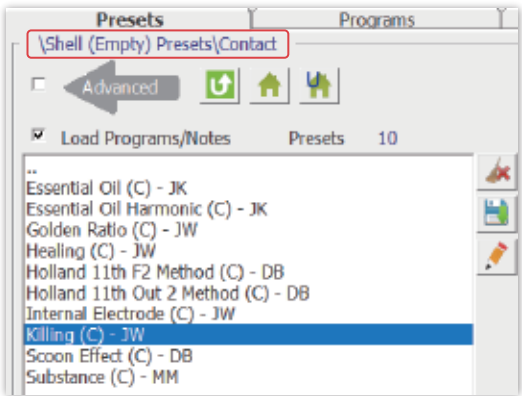 Presets Programs
\Shell (Empty) Presets\Contact
Advanced
Load Programs/Notes Presets 10
..
Essential Oil (C) - JK
Essential Oil Harmonic (C) - JK
Golden Ratio (C) - JW
Healing (C) - JW
Holland 11th F2 Method (C) - DB
Holland 11th Out 2 Method (C) - DB
Internal Electrode (C) - JW
Killing (C) - JW
Scoon Effect (C) - DB
Substance (C) - MM